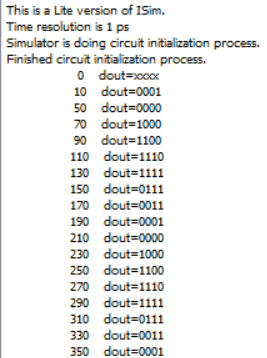 This is a Lite version of ISim.
Time resolution is 1 ps
Simulator is doing circuit initialization process.
Finished circuit initialization process.
0 dout=xxxx
10 dout=0001
50 dout=0000
70 dout=1000
90 dout=1100
110 dout=1110
130 dout=1111
150 dout=0111
170 dout=0011
190 dout=0001
210 dout=0000
230 dout=1000
250 dout=1100
270 dout=1110
290 dout=1111
310 dout=0111
330 dout=0011
350 dout=0001